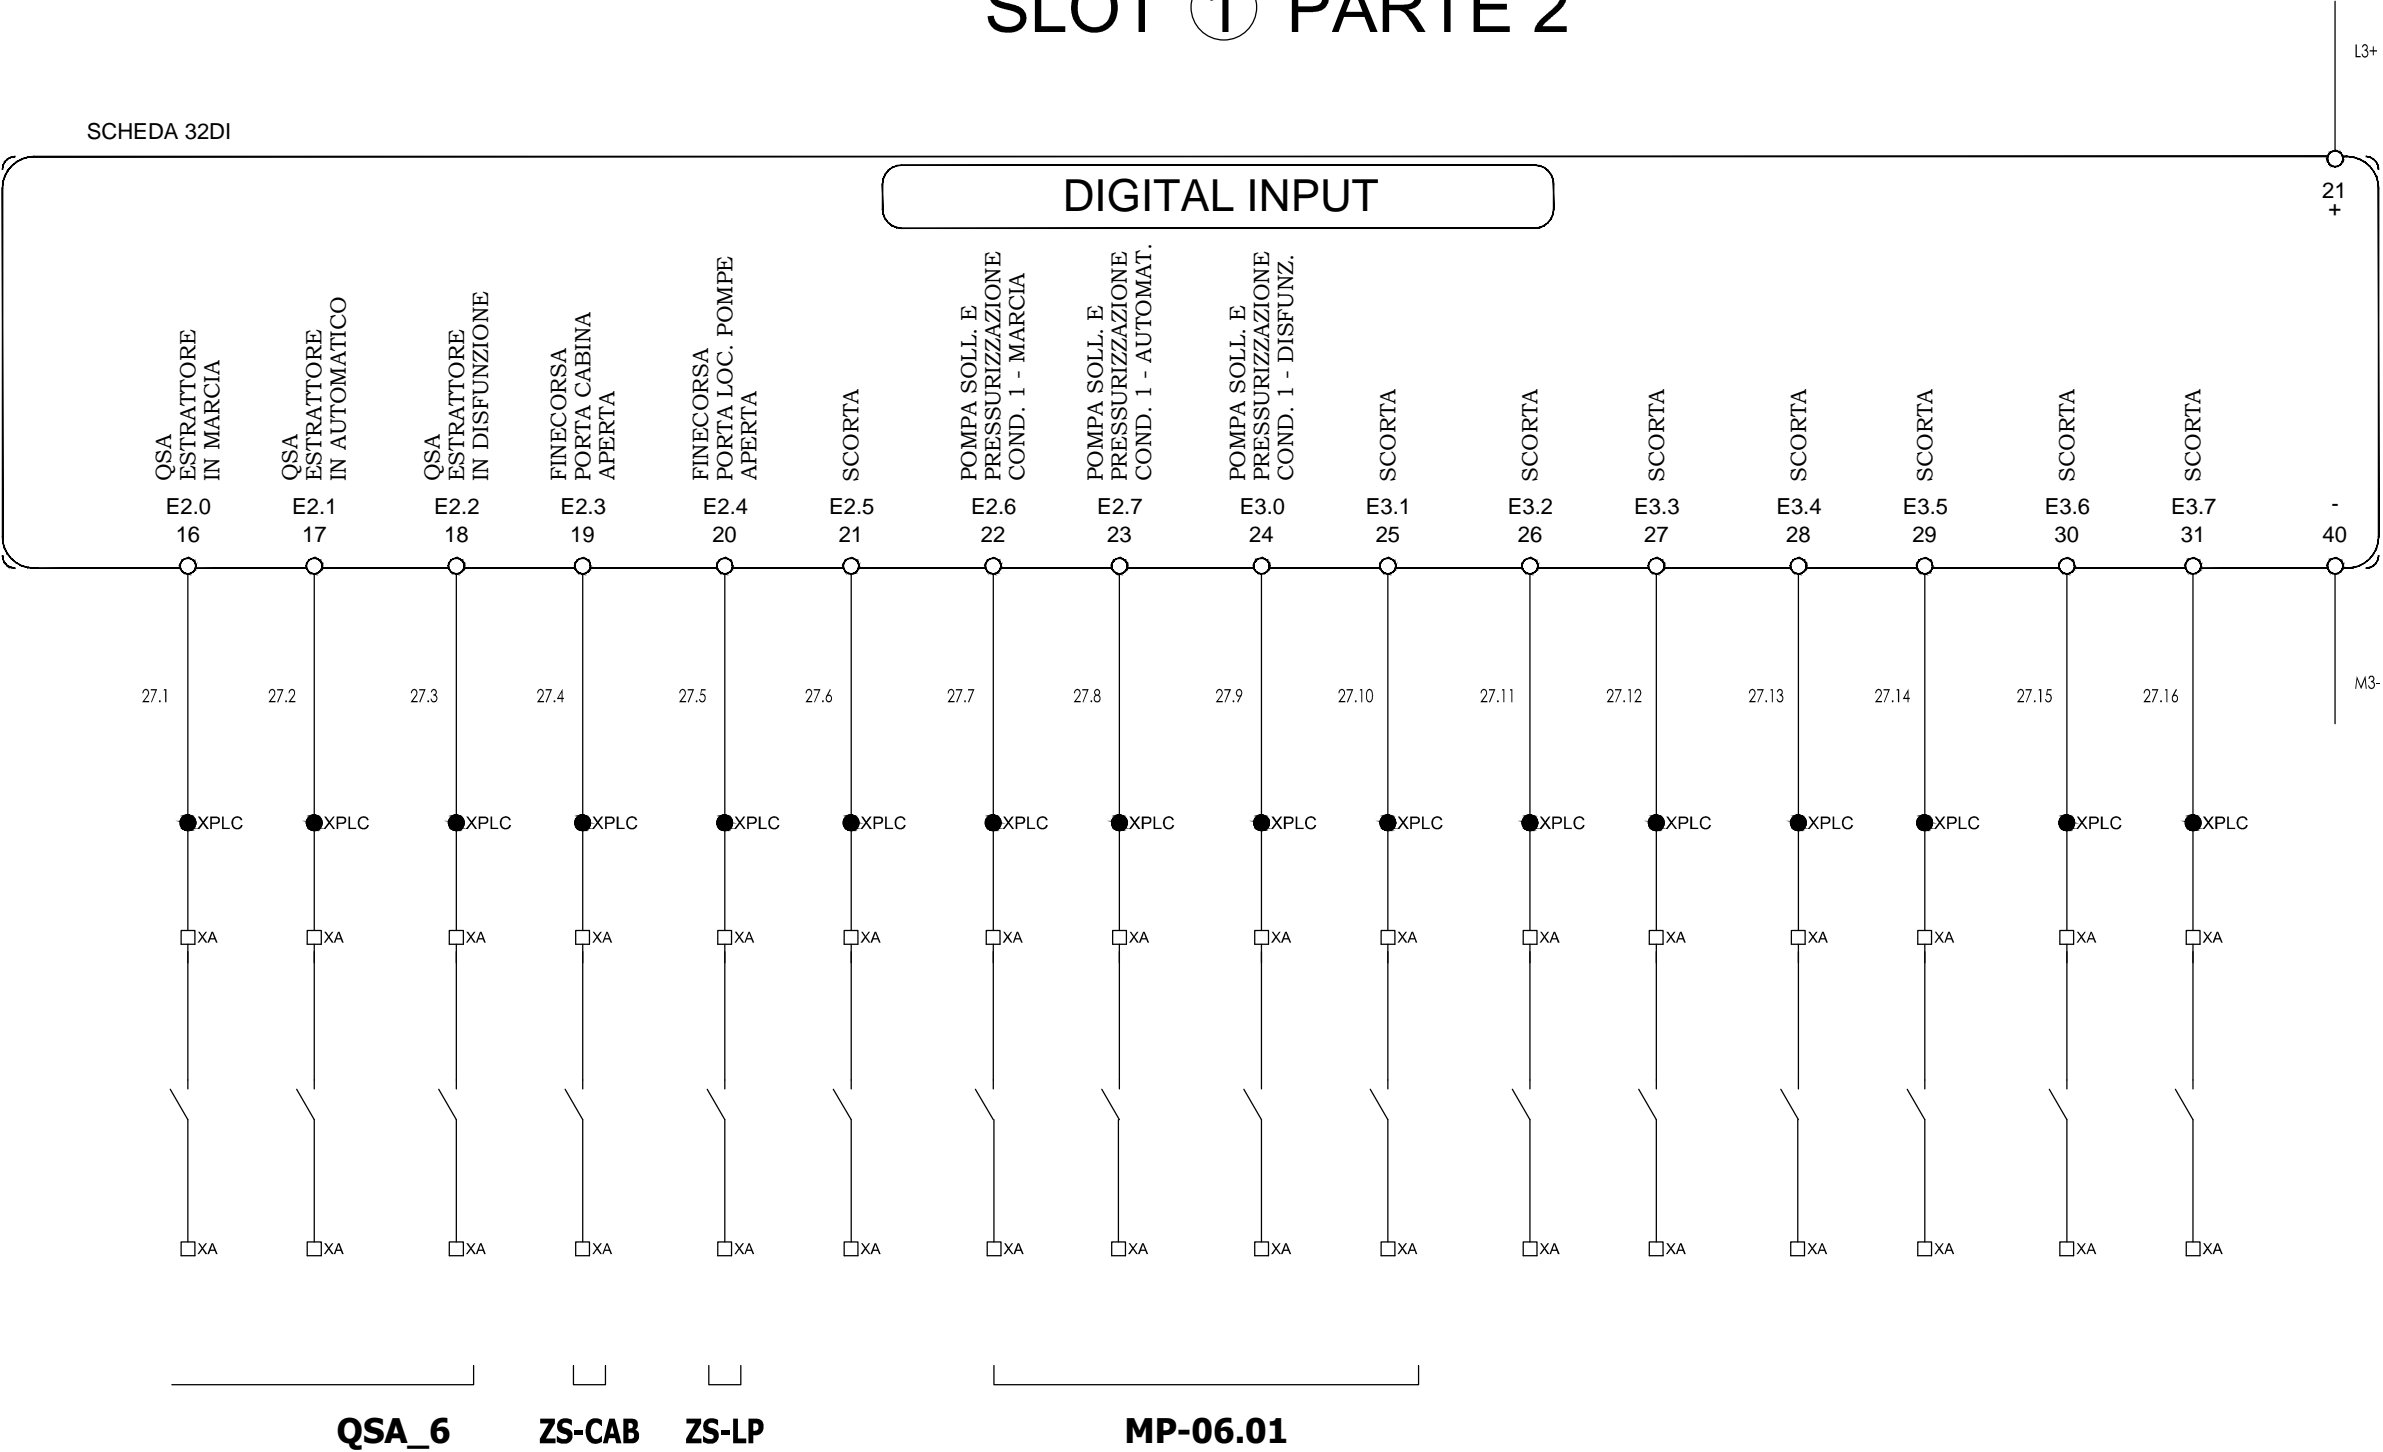 SLOT 1 PARTE 2
L3+
SCHEDA 32DI
DIGITAL INPUT
21
+
QSA
ESTRATTORE
IN MARCIA
QSA
ESTRATTORE
IN AUTOMATICO
QSA
ESTRATTORE
IN DISFUNZIONE
FINECORSA
PORTA CABINA
APERTA
FINECORSA
PORTA LOC. POMPE
APERTA
SCORTA
POMPA SOLL. E
PRESSURIZZAZIONE
COND. 1 - MARCIA
POMPA SOLL. E
PRESSURIZZAZIONE
COND. 1 - AUTOMAT.
POMPA SOLL. E
PRESSURIZZAZIONE
COND. 1 - DISFUNZ.
SCORTA
SCORTA
SCORTA
SCORTA
SCORTA
SCORTA
SCORTA
E2.0 E2.1 E2.2 E2.3 E2.4 E2.5 E2.6 E2.7 E3.0 E3.1 E3.2 E3.3 E3.4 E3.5 E3.6 E3.7 -
16 17 18 19 20 21 22 23 24 25 26 27 28 29 30 31 40
27.1 27.2 27.3 27.4 27.5 27.6 27.7 27.8 27.9 27.10 27.11 27.12 27.13 27.14 27.15 27.16 M3-
XPLC XPLC XPLC XPLC XPLC XPLC XPLC XPLC XPLC XPLC XPLC XPLC XPLC XPLC XPLC XPLC
XA XA XA XA XA XA XA XA XA XA XA XA XA XA XA XA
XA XA XA XA XA XA XA XA XA XA XA XA XA XA XA XA
QSA_6 ZS-CAB ZS-LP MP-06.01